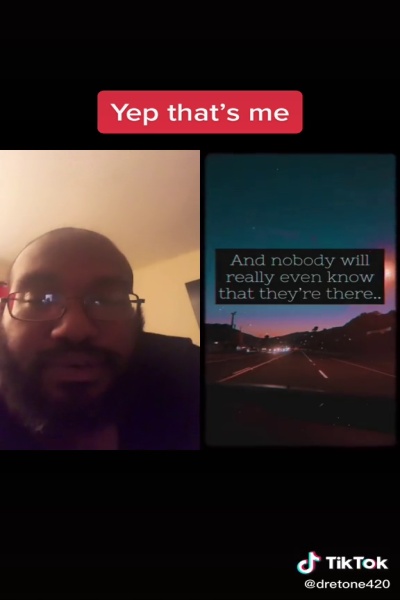 Yep that's me
And nobody will
really even know
that they're there..
TikTok
@dretone420